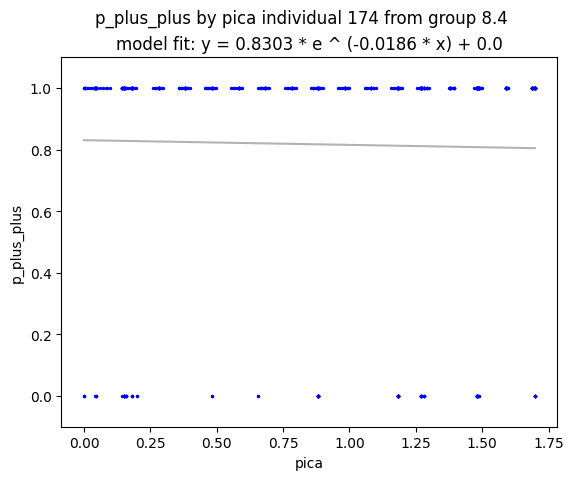 p_plus_plus by pica individual 174 from group 8.4
model fit: y = 0.8303 * e ^ (-0.0186 * x) + 0.0
1.0
0.8
0.6
0.4
0.2
0.0
p_plus_plus
0.00 0.25 0.50 0.75 1.00 1.25 1.50 1.75
pica